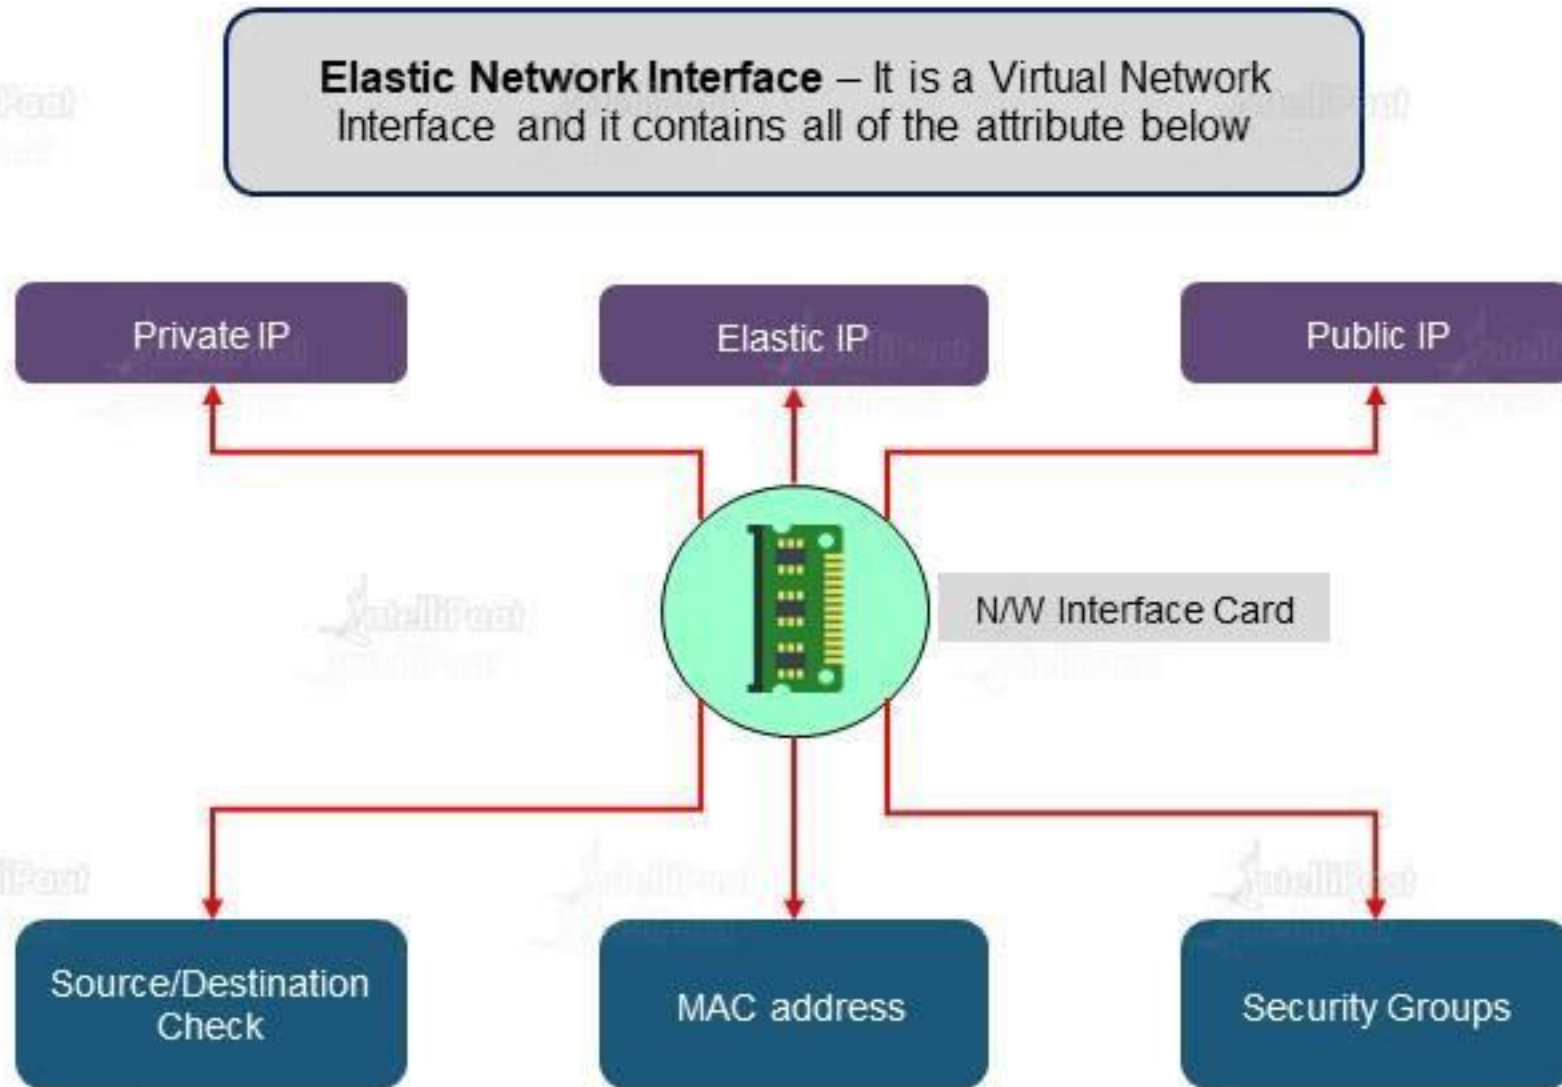 Elastic Network Interface – It is a Virtual Network
Interface and it contains all of the attribute below
Private IP
Elastic IP
Public IP
N/W Interface Card
Source/Destination
Check
MAC address
Security Groups